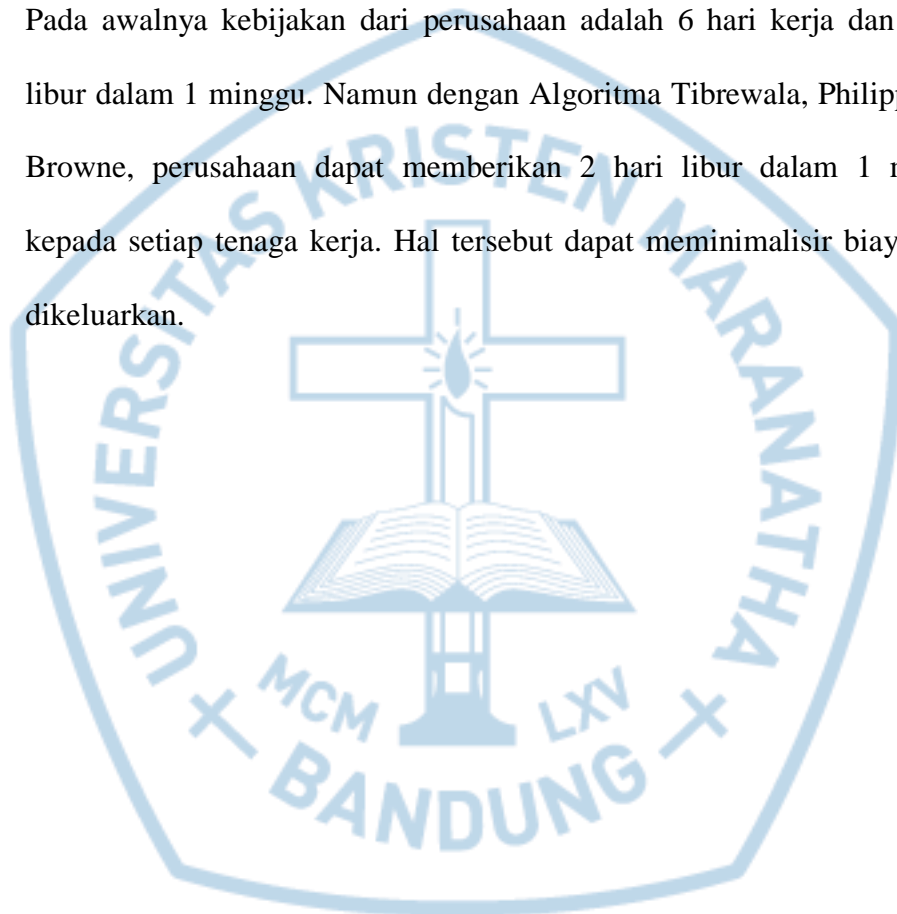 Pada awalnya kebijakan dari perusahaan adalah 6 hari kerja dan
libur dalam 1 minggu. Namun dengan Algoritma Tibrewala, Philipp
Browne, perusahaan dapat memberikan 2 hari libur dalam 1
kepada setiap tenaga kerja. Hal tersebut dapat meminimalisir biay
dikeluarkan.
UNIVERSITAS KRISTEN MARANATHA
MCM LXV
BANDUNG